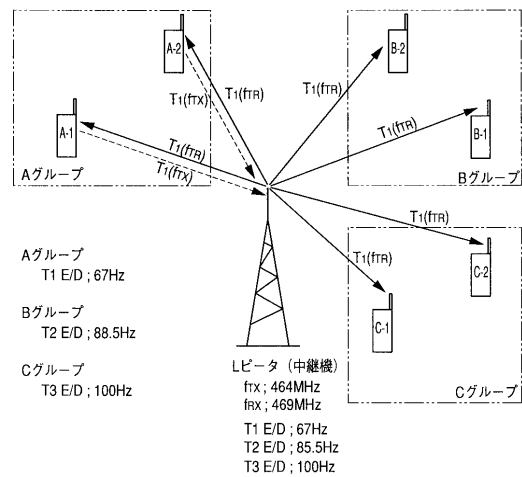 A-2
A-1
T1(fTX)
T1(fTR)
T1(fTR)
T1(fTX)
Aグループ
B-2
T1(fTR)
B-1
T1(fTR)
Bグループ
T1(fTR)
C-2
T1(fTR)
C-1
Cグループ
Aグループ
T1 E/D ; 67Hz
Bグループ
T2 E/D ; 88.5Hz
Cグループ
T3 E/D ; 100Hz
Lピータ (中継機)
fTX ; 464MHz
fRX ; 469MHz
T1 E/D ; 67Hz
T2 E/D ; 85.5Hz
T3 E/D ; 100Hz